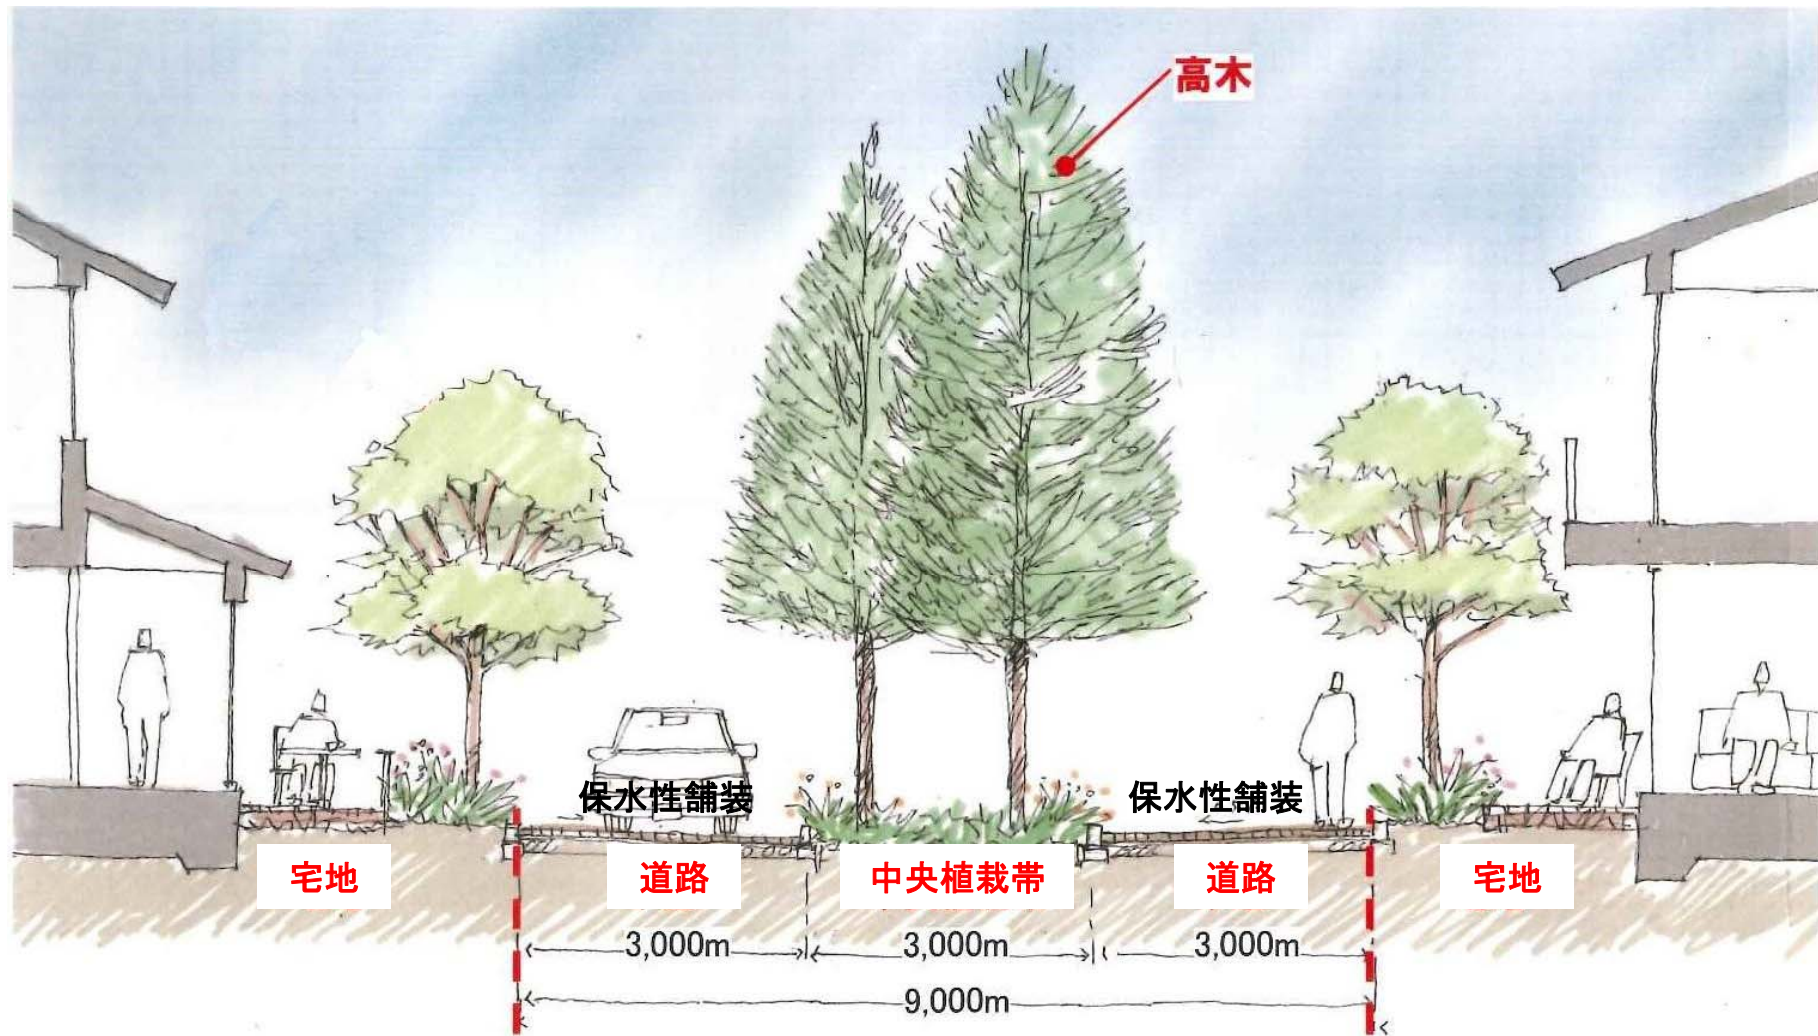 高木
保水性舗装
保水性舗装
宅地
道路
中央植栽帯
道路
宅地
3,000m
3,000m
3,000m
9,000m